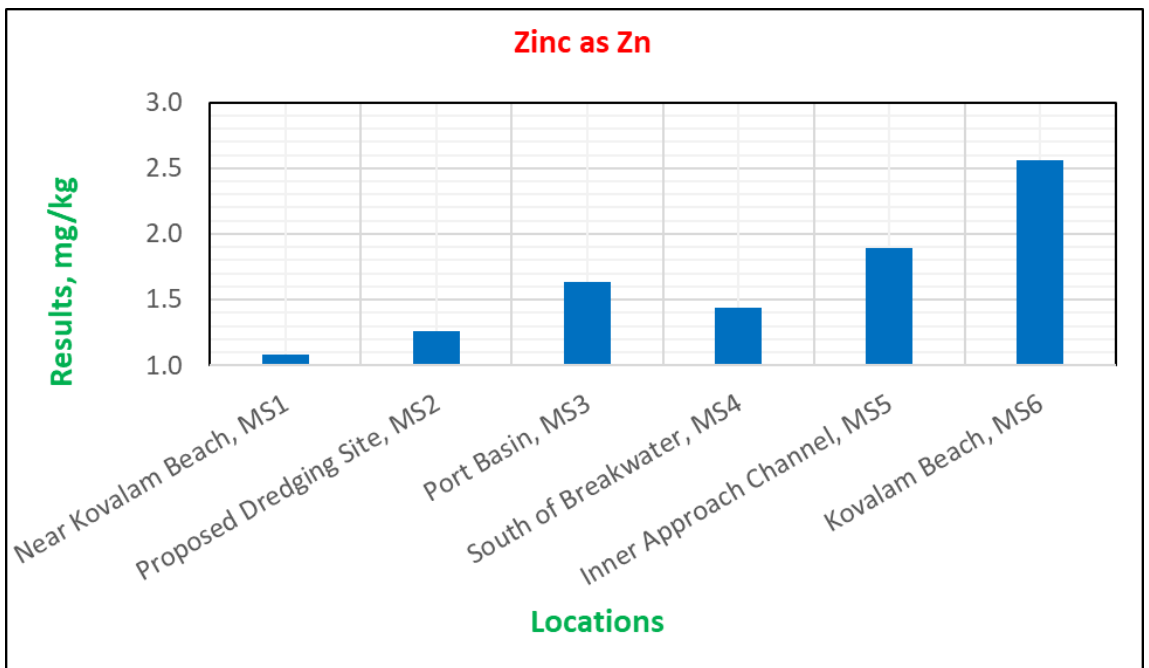 Zinc as Zn
Results, mg/kg
3.0
2.5
2.0
1.5
1.0
Near Kovalam Beach, MS1
Proposed Dredging Site, MS2
Port Basin, MS3
South of Breakwater, MS4
Inner Approach Channel, MS5
Kovalam Beach, MS6
Locations